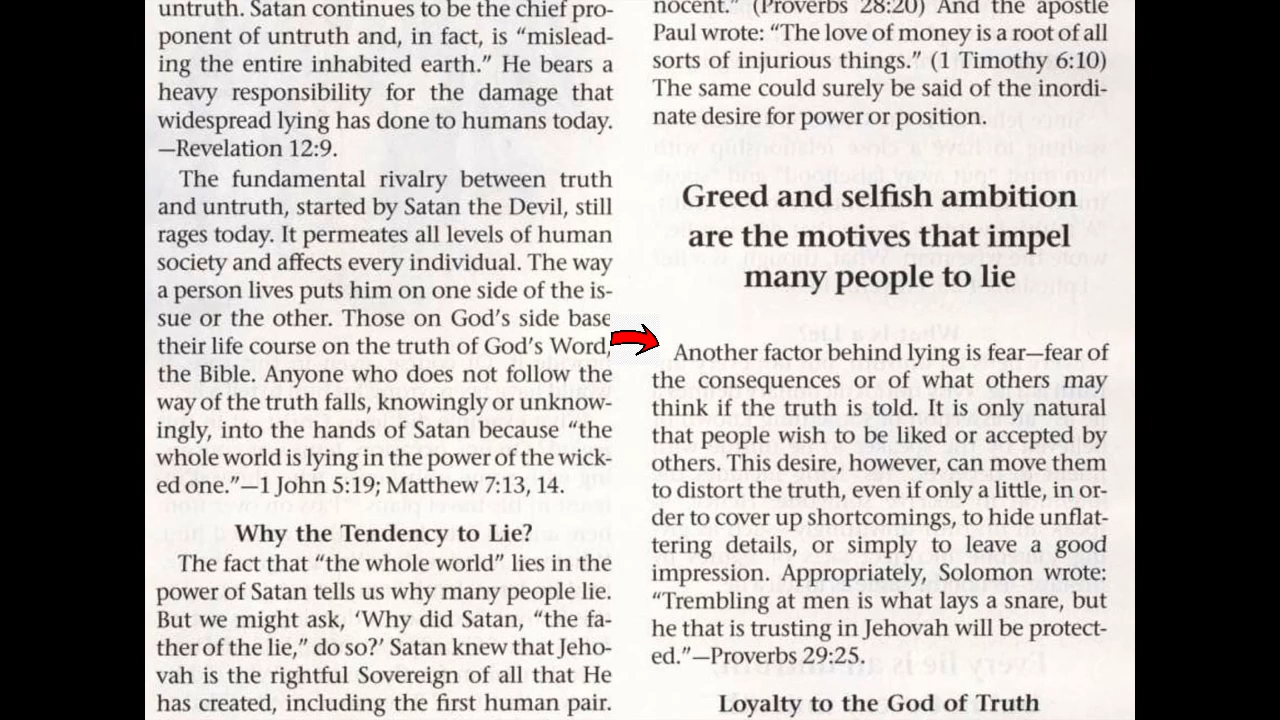 untruth. Satan continues to be the chief pro-
ponent of untruth and, in fact, is “mislead-
ing the entire inhabited earth.” He bears a
heavy responsibility for the damage that
widespread lying has done to humans today.
—Revelation 12:9.
The fundamental rivalry between truth
and untruth, started by Satan the Devil, still
rages today. It permeates all levels of human
society and affects every individual. The way
a person lives puts him on one side of the is-
sue or the other. Those on God’s side base
their life course on the truth of God’s Word,
the Bible. Anyone who does not follow the
way of the truth falls, knowingly or unknow-
ingly, into the hands of Satan because “the
whole world is lying in the power of the wick-
ed one.”—1 John 5:19; Matthew 7:13, 14.
Why the Tendency to Lie?
The fact that “the whole world” lies in the
power of Satan tells us why many people lie.
But we might ask, ‘Why did Satan, “the fa-
ther of the lie,” do so?’ Satan knew that Jeho-
vah is the rightful Sovereign of all that He
has created, including the first human pair.
nocent.” (Proverbs 28:20) And the apostle
Paul wrote: “The love of money is a root of all
sorts of injurious things.” (1 Timothy 6:10)
The same could surely be said of the inordi-
nate desire for power or position.
Greed and selfish ambition
are the motives that impel
many people to lie
Another factor behind lying is fear—fear of
the consequences or of what others may
think if the truth is told. It is only natural
that people wish to be liked or accepted by
others. This desire, however, can move them
to distort the truth, even if only a little, in or-
der to cover up shortcomings, to hide unflat-
tering details, or simply to leave a good
impression. Appropriately, Solomon wrote:
“Trembling at men is what lays a snare, but
he that is trusting in Jehovah will be protect-
ed.”—Proverbs 29:25.
Loyalty to the God of Truth